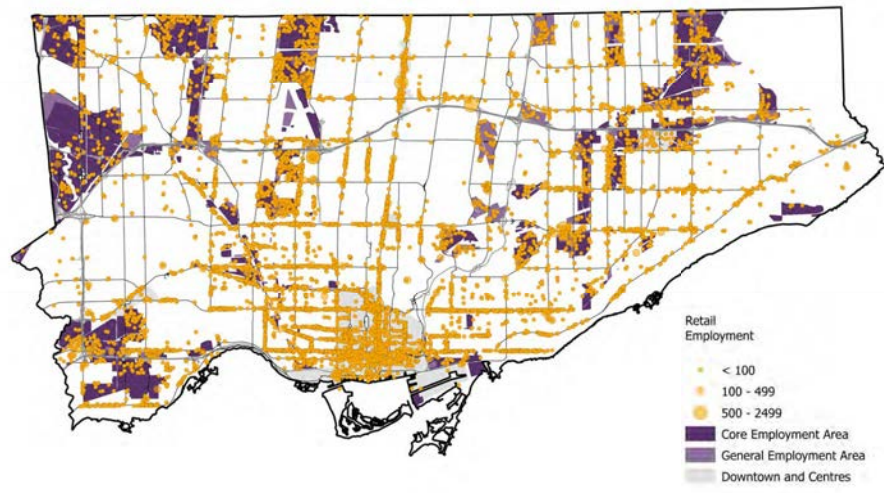 Retail
Employment
< 100
100 - 499
500 - 2499
Core Employment Area
General Employment Area
Downtown and Centres